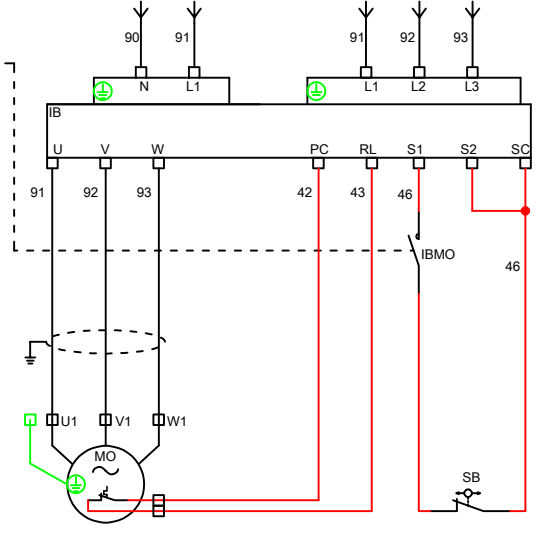 90 91 91 92 93
N L1 L1 L2 L3
IB
U V W PC RL S1 S2 SC
91 92 93 42 43 46
IBMO
46
U1 V1 W1
MO
SB